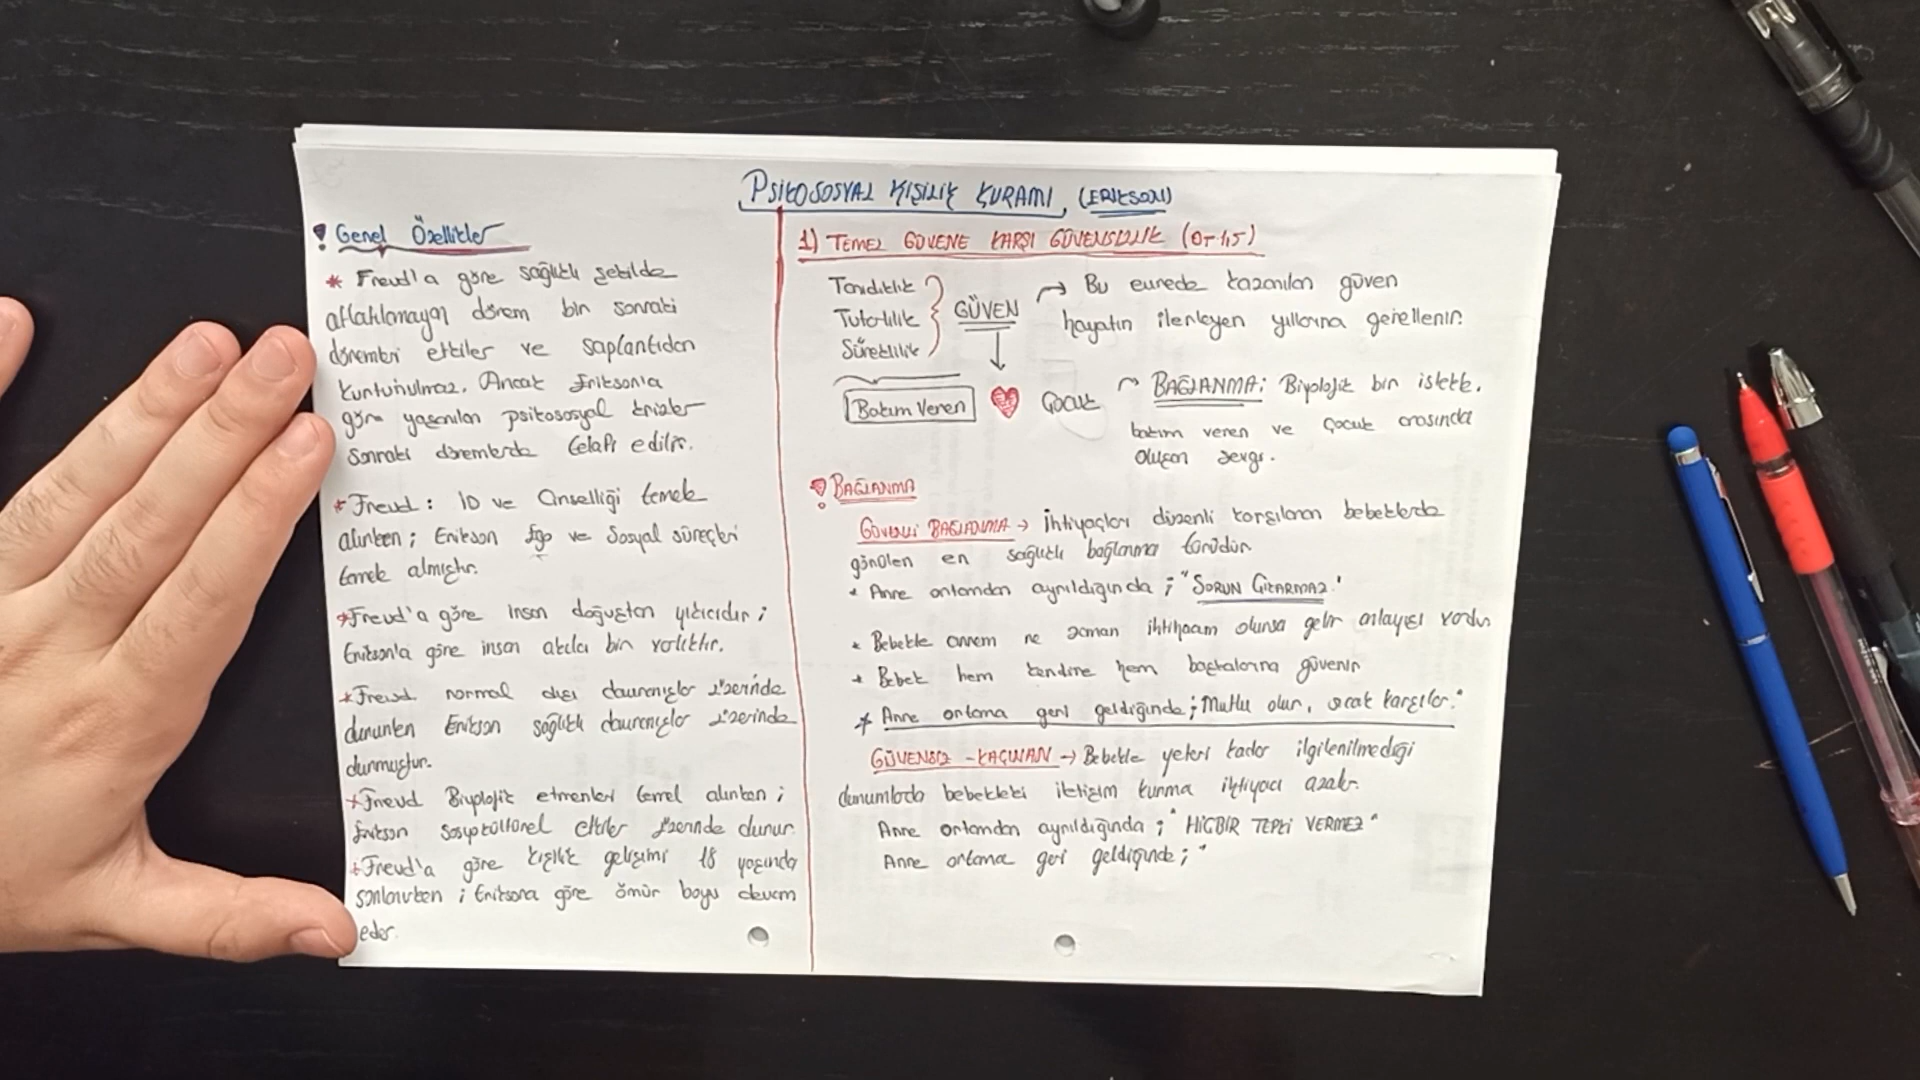 PSİKOSOSYAL KİŞİLİK KURAMI (ERİKSON)
! Genel Özellikler
* Freud'a göre sağlıklı şekilde
atlatılamayan dönem bir sonraki
dönemleri etkiler ve saplantıdan
kurtulunulmaz. Ancak Erikson'a
göre yaşanılan psikososyal krizler
sonraki dönemlerde telafi edilir.
* Freud: ID ve Cinselliği temele
alırken; Erikson Ego ve Sosyal süreçleri
temele almıştır.
* Freud'a göre insan doğuştan yıkıcıdır;
Erikson'a göre insan akılcı bir varlıktır.
* Freud normal dışı davranışlar üzerinde
dururken Erikson sağlıklı davranışlar üzerinde
durmuştur.
* Freud Biyolojik etmenleri temel alırken;
Erikson Sosyokültürel etkiler üzerinde durur.
* Freud'a göre kişilik gelişimi 18 yaşında
sonlanırken; Eriksona göre ömür boyu devam
eder.
1) TEMEL GÜVENE KARŞI GÜVENSİZLİK (0-1,5)
Tanıdıklık
Tutarlılık
Süreklilik
GÜVEN
→ Bu evrede kazanılan güven
hayatın ilerleyen yıllarına genellenir.
Bakım Veren
Çocuk
→ BAĞLANMA: Biyolojik bir istekle.
bakım veren ve çocuk arasında
oluşan sevgi.
! BAĞLANMA
GÜVENLİ BAĞLANMA → İhtiyaçları düzenli karşılanan bebeklerde
görülen en sağlıklı bağlanma türüdür
* Anne ortamdan ayrıldığında; "SORUN ÇIKARMAZ."
* Bebekte annem ne zaman ihtiyacım olursa gelir anlayışı vardır
* Bebek hem kendine hem başkalarına güvenir
* Anne ortama geri geldiğinde; Mutlu olur, sıcak karşılar."
GÜVENSİZ - KAÇINAN → Bebekle yeteri kadar ilgilenilmediği
durumlarda bebekteki iletişim kurma ihtiyacı azalır.
Anne ortamdan ayrıldığında; "HİÇBİR TEPKİ VERMEZ"
Anne ortama geri geldiğinde; "